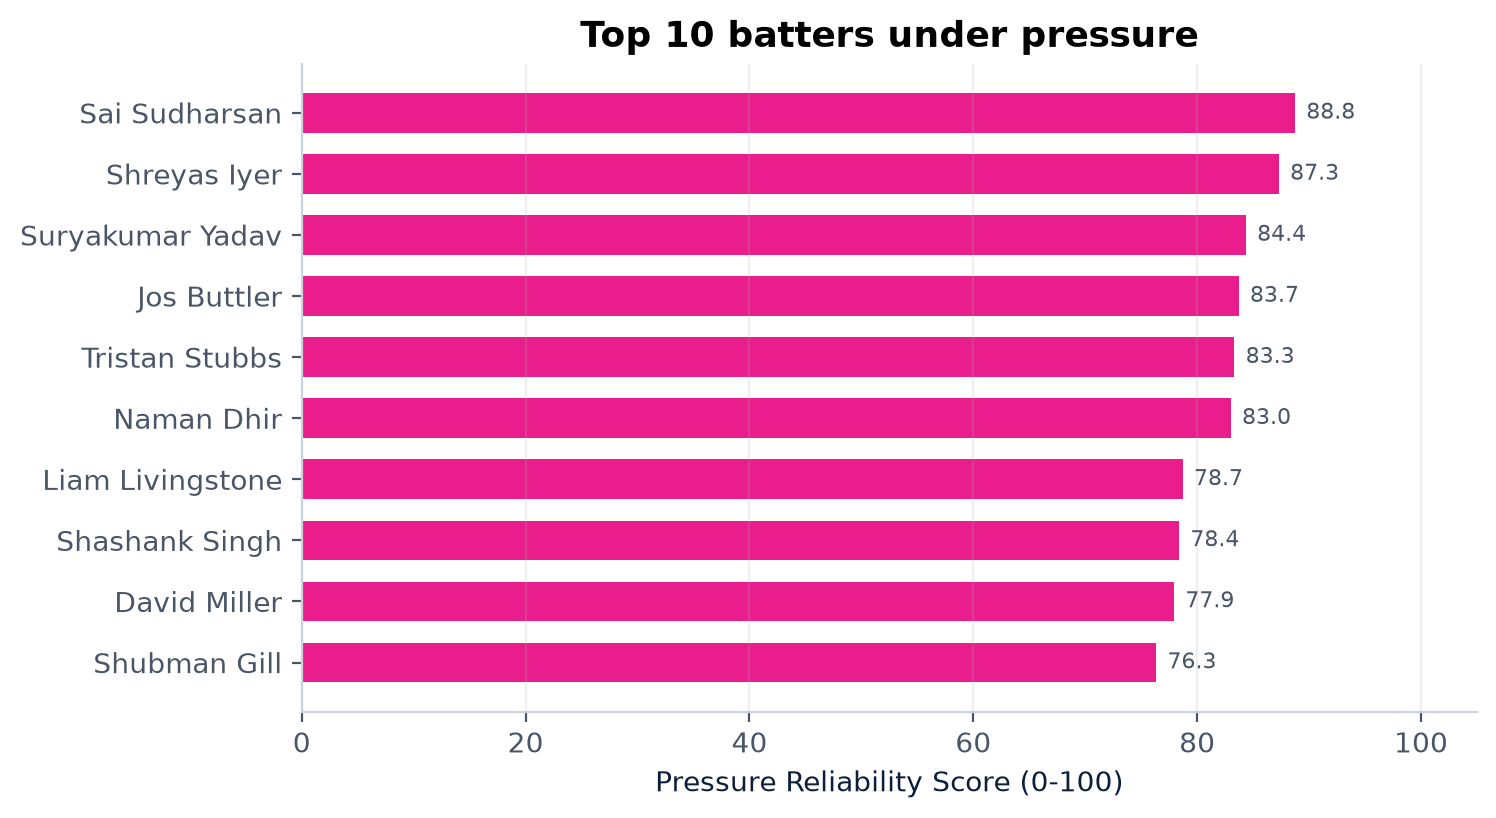 Top 10 batters under pressure
Sai Sudharsan 88.8
Shreyas Iyer 87.3
Suryakumar Yadav 84.4
Jos Buttler 83.7
Tristan Stubbs 83.3
Naman Dhir 83.0
Liam Livingstone 78.7
Shashank Singh 78.4
David Miller 77.9
Shubman Gill 76.3
0 20 40 60 80 100
Pressure Reliability Score (0-100)